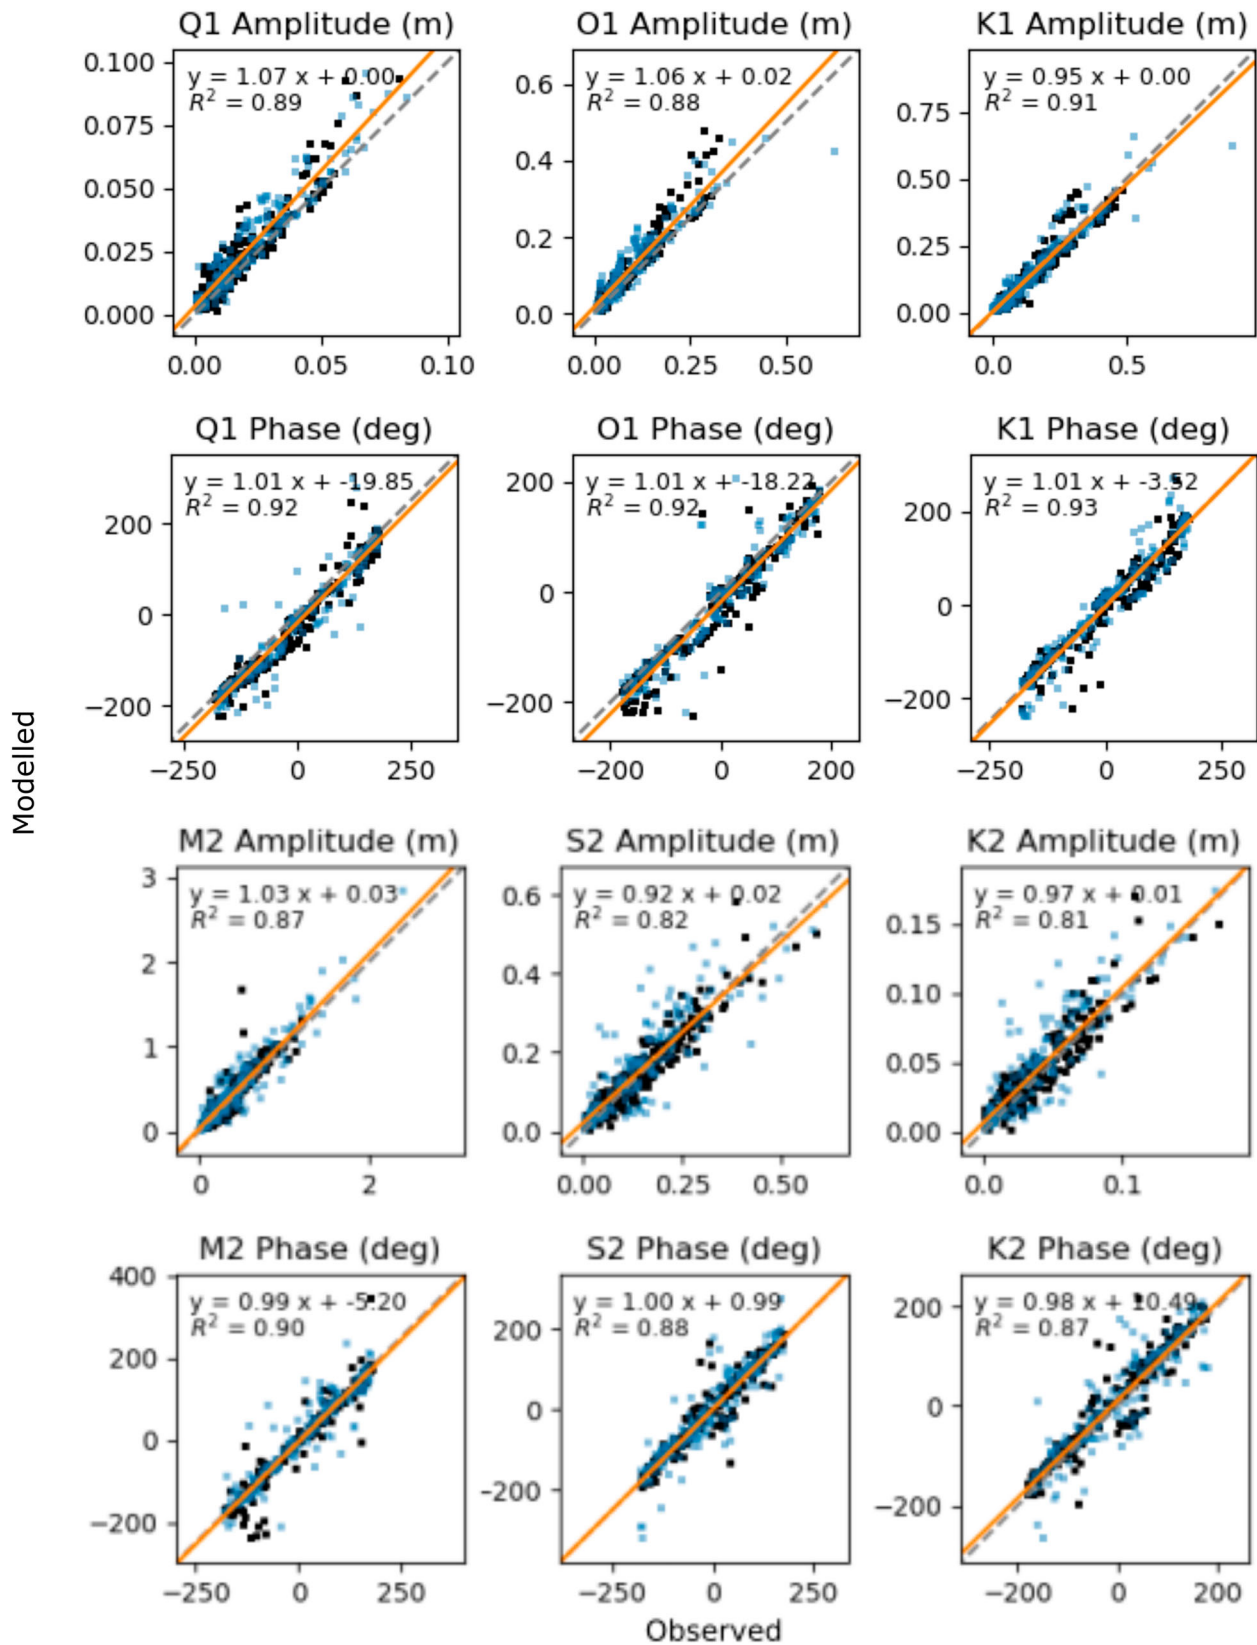 Q1 Amplitude (m) O1 Amplitude (m) K1 Amplitude (m)
y = 1.07 x + 0.00 y = 1.06 x + 0.02 y = 0.95 x + 0.00
R² = 0.89 R² = 0.88 R² = 0.91
0.100 0.075 0.050 0.025 0.000
0.6 0.4 0.2 0.0
0.75 0.50 0.25 0.00
0.00 0.05 0.10 0.00 0.25 0.50 0.0 0.5
Q1 Phase (deg) O1 Phase (deg) K1 Phase (deg)
y = 1.01 x + -19.85 y = 1.01 x + -18.22 y = 1.01 x + -3.52
R² = 0.92 R² = 0.92 R² = 0.93
200 0 −200
200 0 −200
200 0 −200
−250 0 250 −200 0 200 −250 0 250
Modelled
M2 Amplitude (m) S2 Amplitude (m) K2 Amplitude (m)
y = 1.03 x + 0.03 y = 0.92 x + 0.02 y = 0.97 x + 0.01
R² = 0.87 R² = 0.82 R² = 0.81
3 2 1 0
0.6 0.4 0.2 0.0
0.15 0.10 0.05 0.00
0 2 0.00 0.25 0.50 0.0 0.1
M2 Phase (deg) S2 Phase (deg) K2 Phase (deg)
y = 0.99 x + -5.20 y = 1.00 x + 0.99 y = 0.98 x + 10.49
R² = 0.90 R² = 0.88 R² = 0.87
400 200 0 −200
200 0 -200
200 0 −200
−250 0 250 −250 0 250 −200 0 200
Observed